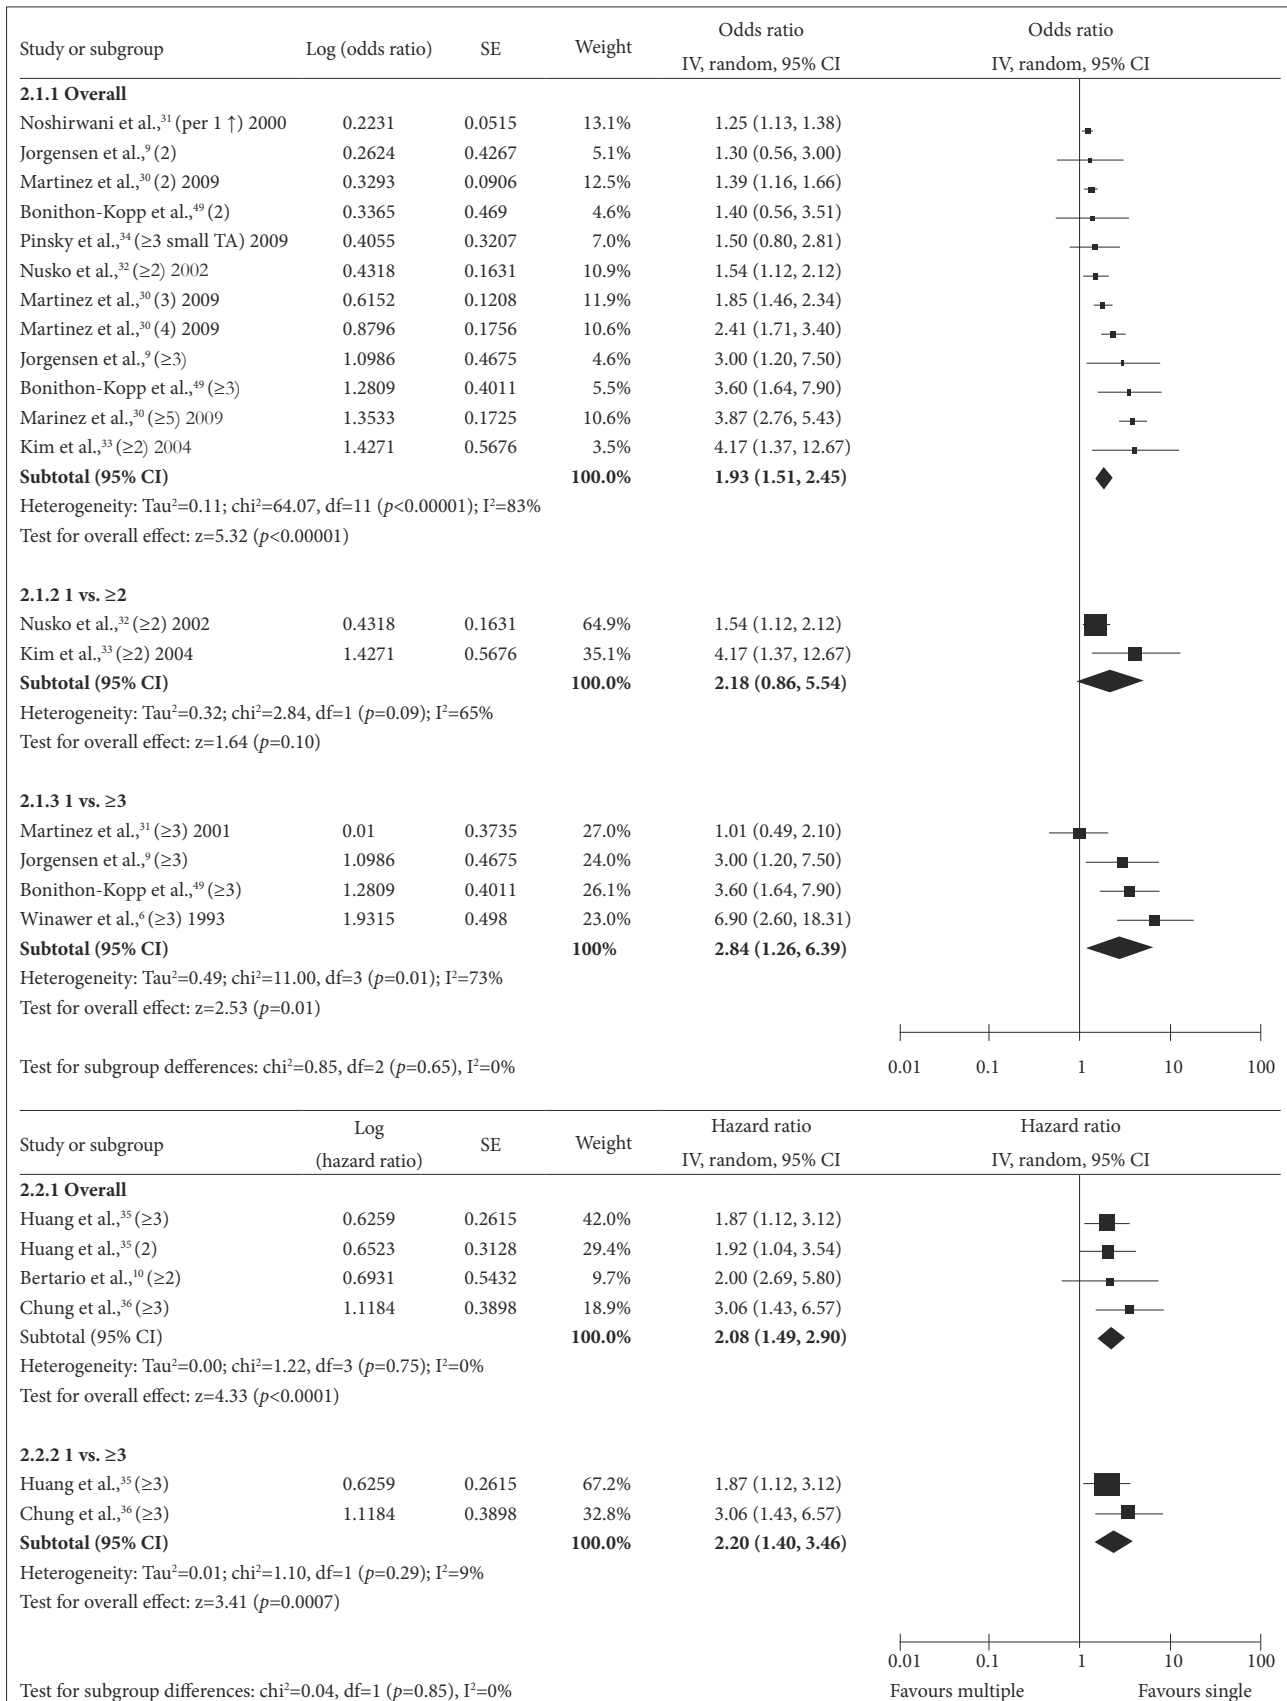 Study or subgroup Log (odds ratio) SE Weight Odds ratio IV, random, 95% CI Odds ratio IV, random, 95% CI
2.1.1 Overall
Noshirwani et al.,³¹ (per 1 ↑) 2000 0.2231 0.0515 13.1% 1.25 (1.13, 1.38)
Jorgensen et al.,⁹ (2) 0.2624 0.4267 5.1% 1.30 (0.56, 3.00)
Martinez et al.,³⁰ (2) 2009 0.3293 0.0906 12.5% 1.39 (1.16, 1.66)
Bonithon-Kopp et al.,⁴⁹ (2) 0.3365 0.469 4.6% 1.40 (0.56, 3.51)
Pinsky et al.,³⁴ (≥3 small TA) 2009 0.4055 0.3207 7.0% 1.50 (0.80, 2.81)
Nusko et al.,³² (≥2) 2002 0.4318 0.1631 10.9% 1.54 (1.12, 2.12)
Martinez et al.,³⁰ (3) 2009 0.6152 0.1208 11.9% 1.85 (1.46, 2.34)
Martinez et al.,³⁰ (4) 2009 0.8796 0.1756 10.6% 2.41 (1.71, 3.40)
Jorgensen et al.,⁹ (≥3) 1.0986 0.4675 4.6% 3.00 (1.20, 7.50)
Bonithon-Kopp et al.,⁴⁹ (≥3) 1.2809 0.4011 5.5% 3.60 (1.64, 7.90)
Marinez et al.,³⁰ (≥5) 2009 1.3533 0.1725 10.6% 3.87 (2.76, 5.43)
Kim et al.,³³ (≥2) 2004 1.4271 0.5676 3.5% 4.17 (1.37, 12.67)
Subtotal (95% CI) 100.0% 1.93 (1.51, 2.45)
Heterogeneity: Tau²=0.11; chi²=64.07, df=11 (p<0.00001); I²=83%
Test for overall effect: z=5.32 (p<0.00001)
2.1.2 1 vs. ≥2
Nusko et al.,³² (≥2) 2002 0.4318 0.1631 64.9% 1.54 (1.12, 2.12)
Kim et al.,³³ (≥2) 2004 1.4271 0.5676 35.1% 4.17 (1.37, 12.67)
Subtotal (95% CI) 100.0% 2.18 (0.86, 5.54)
Heterogeneity: Tau²=0.32; chi²=2.84, df=1 (p=0.09); I²=65%
Test for overall effect: z=1.64 (p=0.10)
2.1.3 1 vs. ≥3
Martinez et al.,³¹ (≥3) 2001 0.01 0.3735 27.0% 1.01 (0.49, 2.10)
Jorgensen et al.,⁹ (≥3) 1.0986 0.4675 24.0% 3.00 (1.20, 7.50)
Bonithon-Kopp et al.,⁴⁹ (≥3) 1.2809 0.4011 26.1% 3.60 (1.64, 7.90)
Winawer et al.,⁶ (≥3) 1993 1.9315 0.498 23.0% 6.90 (2.60, 18.31)
Subtotal (95% CI) 100% 2.84 (1.26, 6.39)
Heterogeneity: Tau²=0.49; chi²=11.00, df=3 (p=0.01); I²=73%
Test for overall effect: z=2.53 (p=0.01)
Test for subgroup defferences: chi²=0.85, df=2 (p=0.65), I²=0%
0.01 0.1 1 10 100
Study or subgroup Log (hazard ratio) SE Weight Hazard ratio IV, random, 95% CI Hazard ratio IV, random, 95% CI
2.2.1 Overall
Huang et al.,³⁵ (≥3) 0.6259 0.2615 42.0% 1.87 (1.12, 3.12)
Huang et al.,³⁵ (2) 0.6523 0.3128 29.4% 1.92 (1.04, 3.54)
Bertario et al.,¹⁰ (≥2) 0.6931 0.5432 9.7% 2.00 (2.69, 5.80)
Chung et al.,³⁶ (≥3) 1.1184 0.3898 18.9% 3.06 (1.43, 6.57)
Subtotal (95% CI) 100.0% 2.08 (1.49, 2.90)
Heterogeneity: Tau²=0.00; chi²=1.22, df=3 (p=0.75); I²=0%
Test for overall effect: z=4.33 (p<0.0001)
2.2.2 1 vs. ≥3
Huang et al.,³⁵ (≥3) 0.6259 0.2615 67.2% 1.87 (1.12, 3.12)
Chung et al.,³⁶ (≥3) 1.1184 0.3898 32.8% 3.06 (1.43, 6.57)
Subtotal (95% CI) 100.0% 2.20 (1.40, 3.46)
Heterogeneity: Tau²=0.01; chi²=1.10, df=1 (p=0.29); I²=9%
Test for overall effect: z=3.41 (p=0.0007)
0.01 0.1 1 10 100
Test for subgroup differences: chi²=0.04, df=1 (p=0.85), I²=0% Favours multiple Favours single